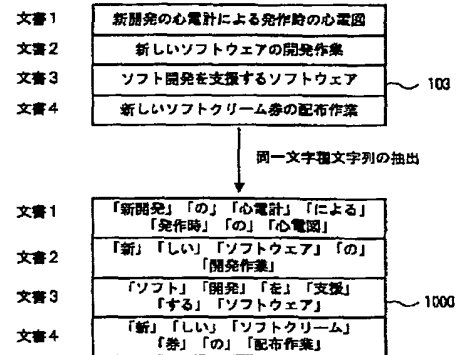 文書1
新開発の心電計による発作時の心電図
文書2
新しいソフトウェアの開発作業
文書3
ソフト開発を支援するソフトウェア
103
文書4
新しいソフトクリーム券の配布作業
同一文字種文字列の抽出
文書1
「新開発」「の」「心電計」「による」
「発作時」「の」「心電図」
文書2
「新」「しい」「ソフトウェア」「の」
「開発作業」
文書3
「ソフト」「開発」「を」「支援」
「する」「ソフトウェア」
1000
文書4
「新」「しい」「ソフトクリーム」
「券」「の」「配布作業」